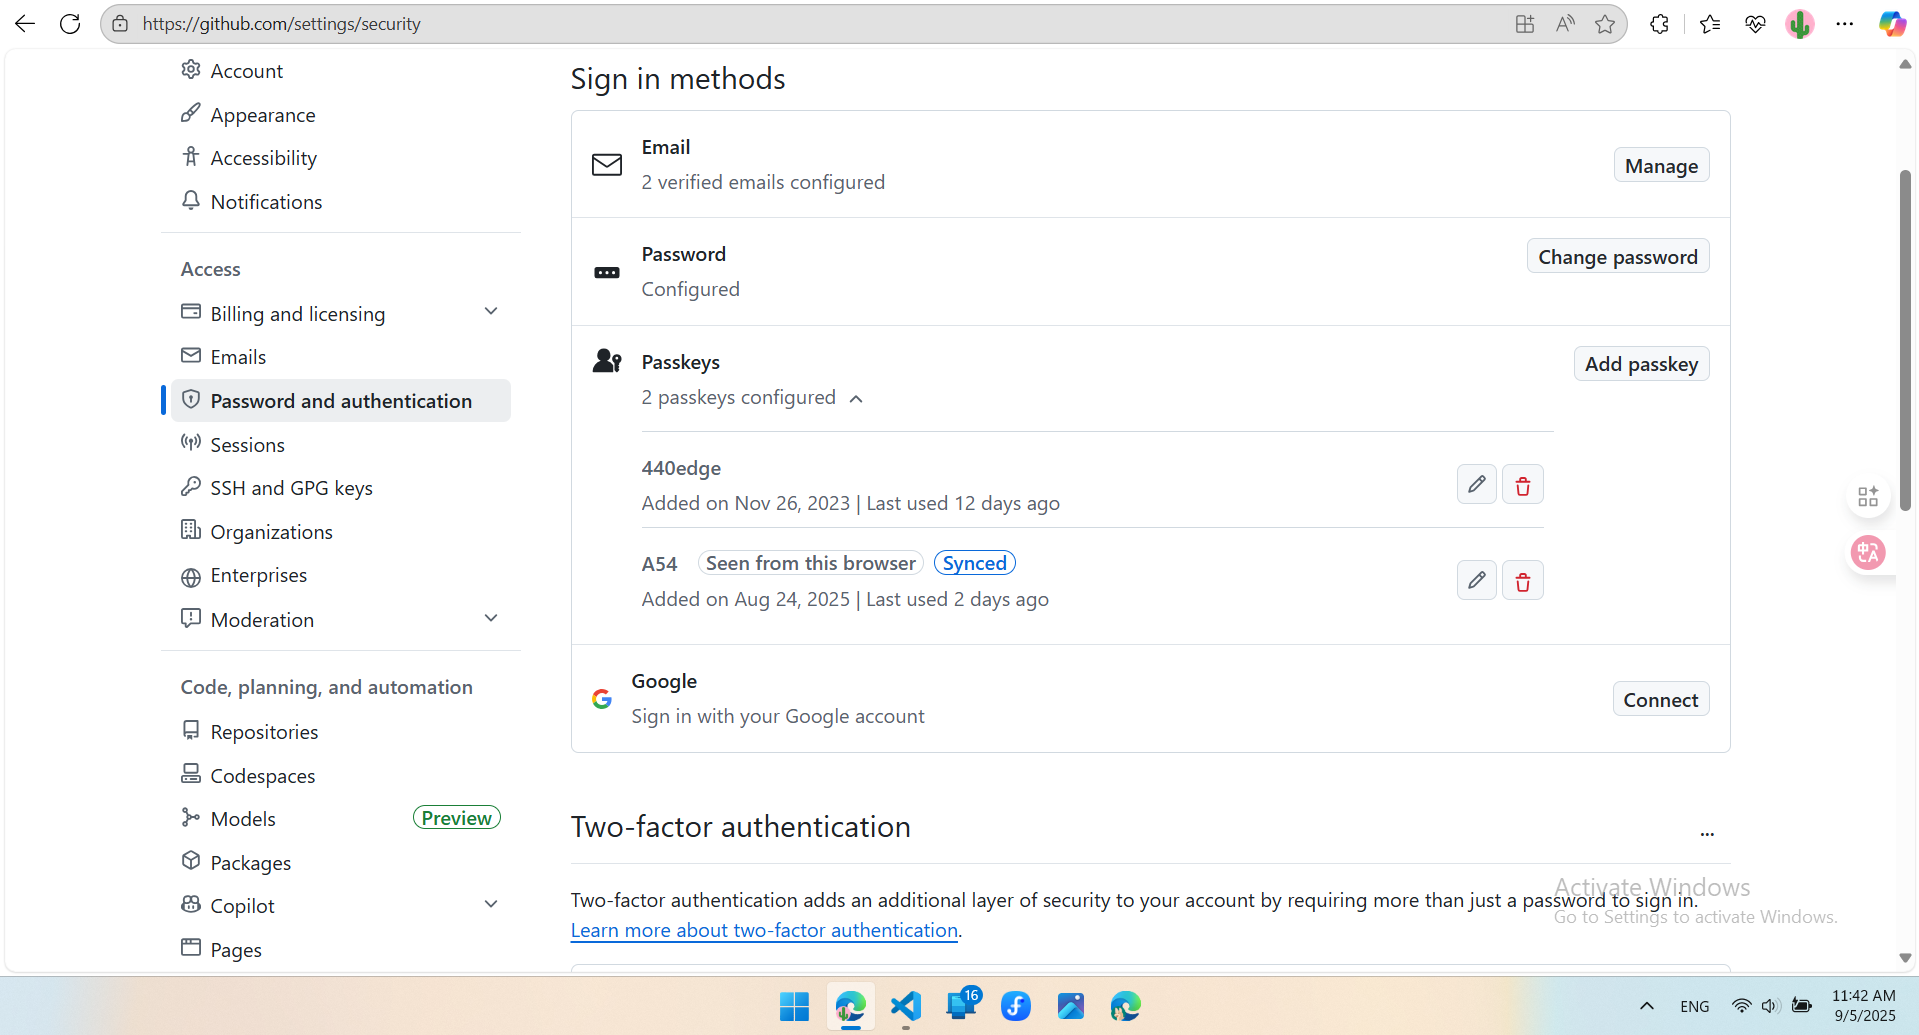 https://github.com/settings/security
Account
Appearance
Accessibility
Notifications
Access
Billing and licensing
Emails
Password and authentication
Sessions
SSH and GPG keys
Organizations
Enterprises
Moderation
Code, planning, and automation
Repositories
Codespaces
Models Preview
Packages
Copilot
Pages
Sign in methods
Email
2 verified emails configured
Manage
Password
Configured
Change password
Passkeys
2 passkeys configured
Add passkey
440edge
Added on Nov 26, 2023 | Last used 12 days ago
A54 Seen from this browser Synced
Added on Aug 24, 2025 | Last used 2 days ago
Google
Sign in with your Google account
Connect
Two-factor authentication
Two-factor authentication adds an additional layer of security to your account by requiring more than just a password to sign in.
Learn more about two-factor authentication.
Activate Windows
Go to Settings to activate Windows.
中A
16
ENG
11:42 AM
9/5/2025